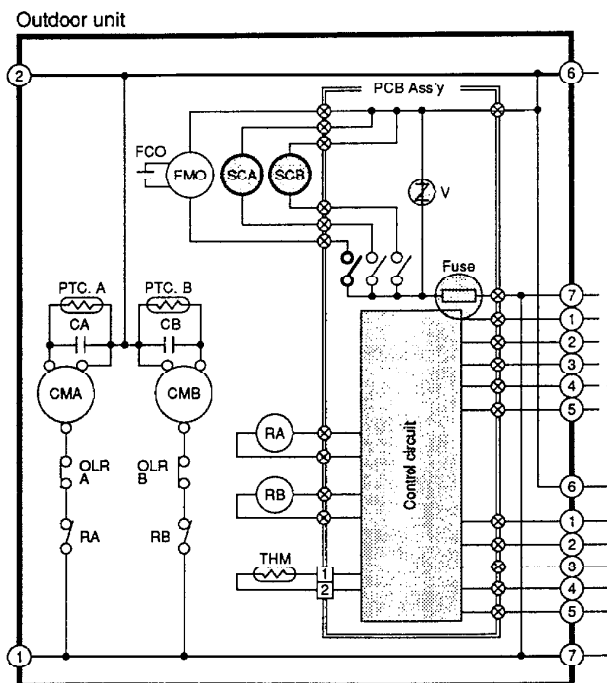 Outdoor unit
2
6
PCB Ass'y
FCO
FMO
SCA
SCB
V
Fuse
PTC. A
PTC. B
CA
CB
7
1
2
3
4
5
CMA
CMB
OLR
A
OLR
B
RA
RB
RA
RB
Control circuit
THM
1
2
6
1
2
3
4
5
1
7